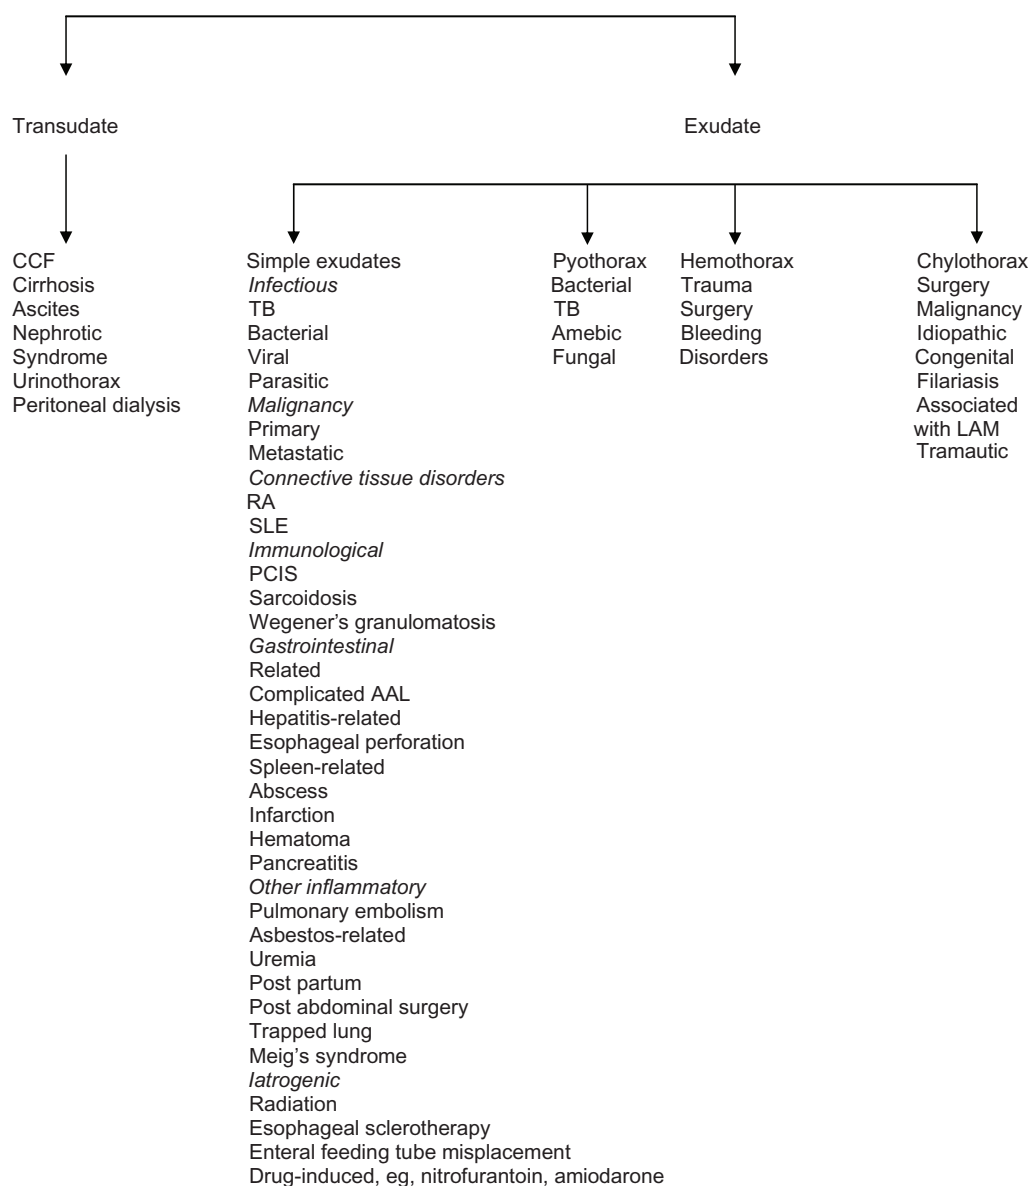 Transudate
Exudate
CCF
Cirrhosis
Ascites
Nephrotic
Syndrome
Urinothorax
Peritoneal dialysis
Simple exudates
Infectious
TB
Bacterial
Viral
Parasitic
Malignancy
Primary
Metastatic
Connective tissue disorders
RA
SLE
Immunological
PCIS
Sarcoidosis
Wegener's granulomatosis
Gastrointestinal
Related
Complicated AAL
Hepatitis-related
Esophageal perforation
Spleen-related
Abscess
Infarction
Hematoma
Pancreatitis
Other inflammatory
Pulmonary embolism
Asbestos-related
Uremia
Post partum
Post abdominal surgery
Trapped lung
Meig's syndrome
Iatrogenic
Radiation
Esophageal sclerotherapy
Enteral feeding tube misplacement
Drug-induced, eg, nitrofurantoin, amiodarone
Pyothorax
Bacterial
TB
Amebic
Fungal
Hemothorax
Trauma
Surgery
Bleeding
Disorders
Chylothorax
Surgery
Malignancy
Idiopathic
Congenital
Filariasis
Associated
with LAM
Tramautic